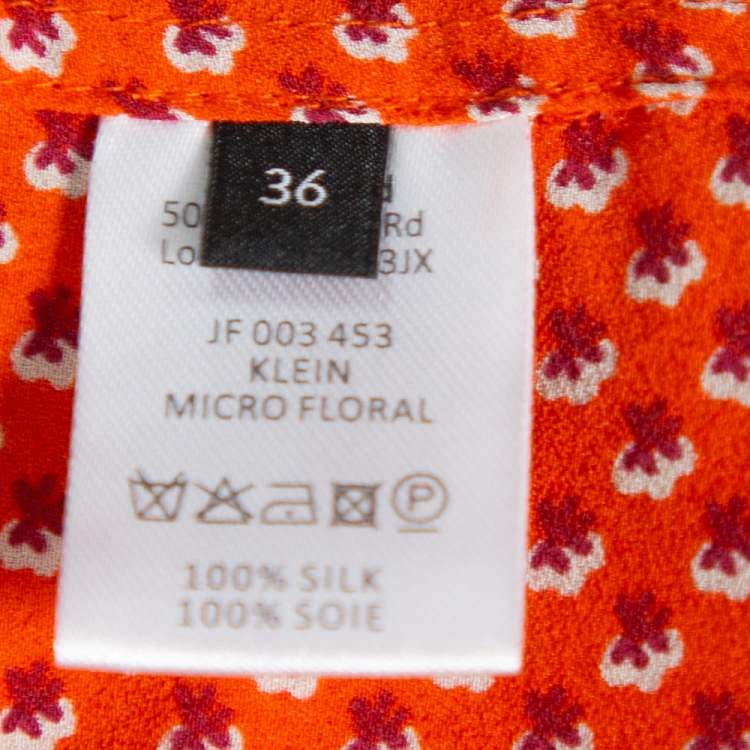 36
50 Rd
Lo 3JX
JF 003 453
KLEIN
MICRO FLORAL
P
100% SILK
100% SOIE